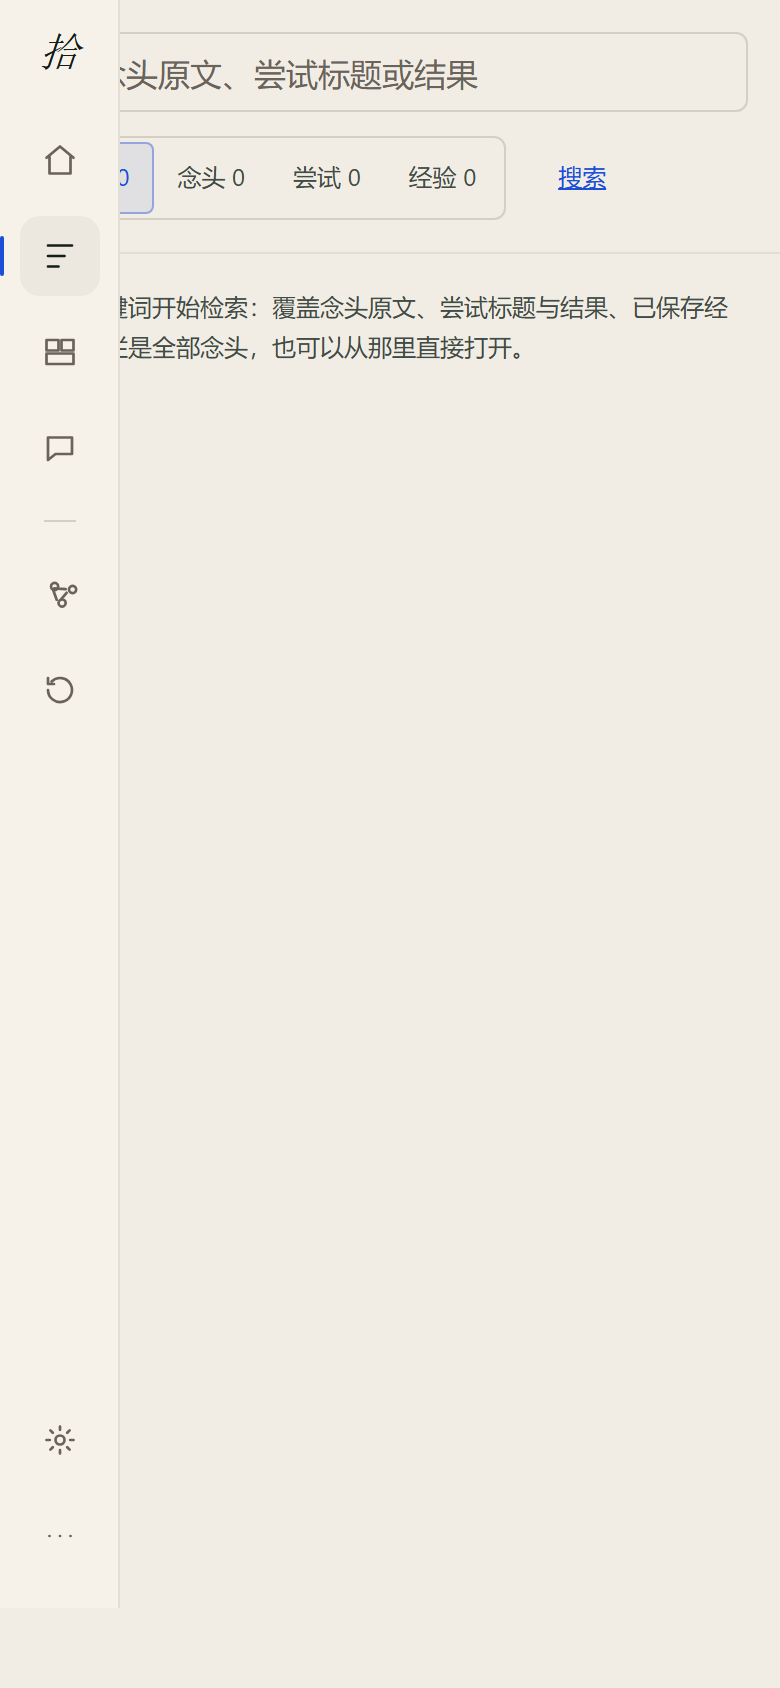 拾
头原文、尝试标题或结果
0
念头 0
尝试 0
经验 0
搜索
词开始检索：覆盖念头原文、尝试标题与结果、已保存经
是全部念头，也可以从那里直接打开。